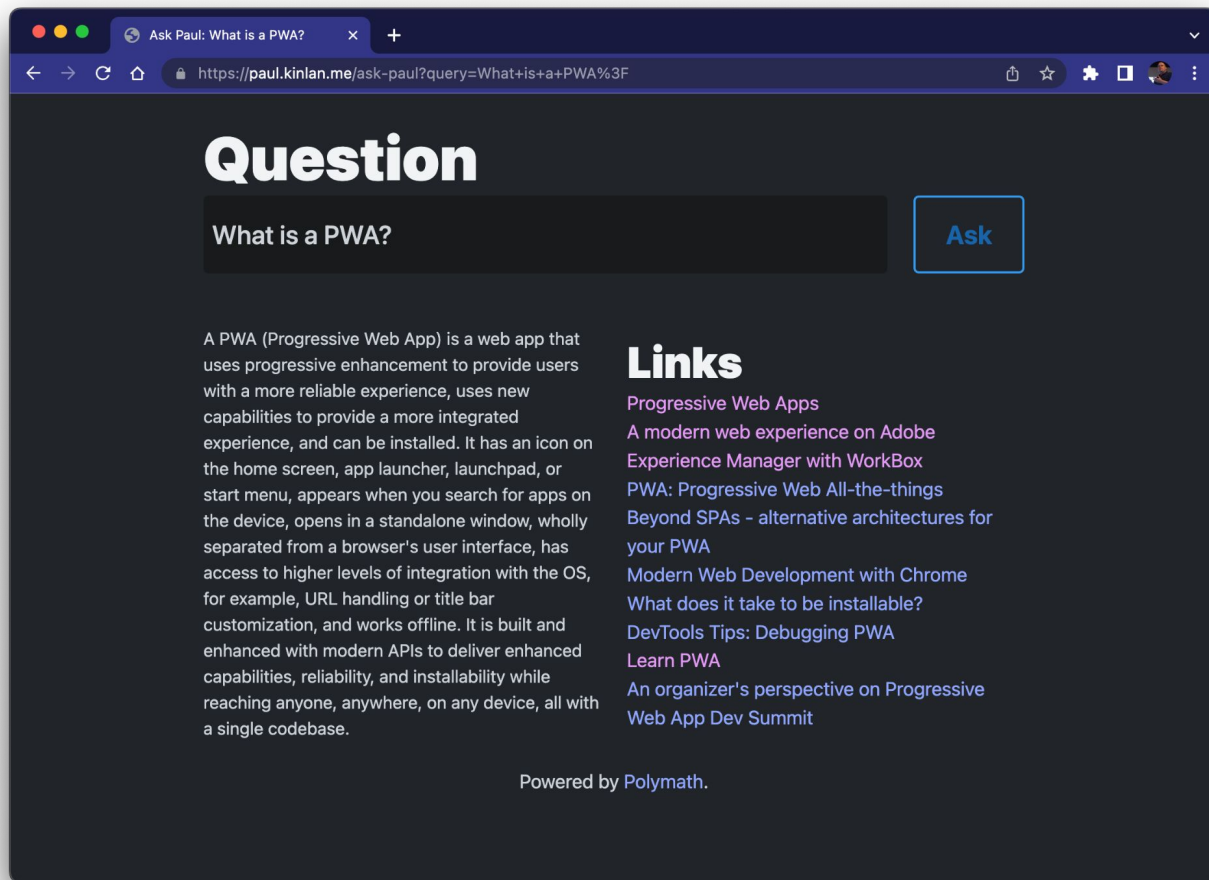 Ask Paul: What is a PWA?
https://paul.kinlan.me/ask-paul?query=What+is+a+PWA%3F
Question
What is a PWA?
Ask
A PWA (Progressive Web App) is a web app that
uses progressive enhancement to provide users
with a more reliable experience, uses new
capabilities to provide a more integrated
experience, and can be installed. It has an icon on
the home screen, app launcher, launchpad, or
start menu, appears when you search for apps on
the device, opens in a standalone window, wholly
separated from a browser's user interface, has
access to higher levels of integration with the OS,
for example, URL handling or title bar
customization, and works offline. It is built and
enhanced with modern APIs to deliver enhanced
capabilities, reliability, and installability while
reaching anyone, anywhere, on any device, all with
a single codebase.
Links
Progressive Web Apps
A modern web experience on Adobe
Experience Manager with WorkBox
PWA: Progressive Web All-the-things
Beyond SPAs - alternative architectures for
your PWA
Modern Web Development with Chrome
What does it take to be installable?
DevTools Tips: Debugging PWA
Learn PWA
An organizer's perspective on Progressive
Web App Dev Summit
Powered by Polymath.